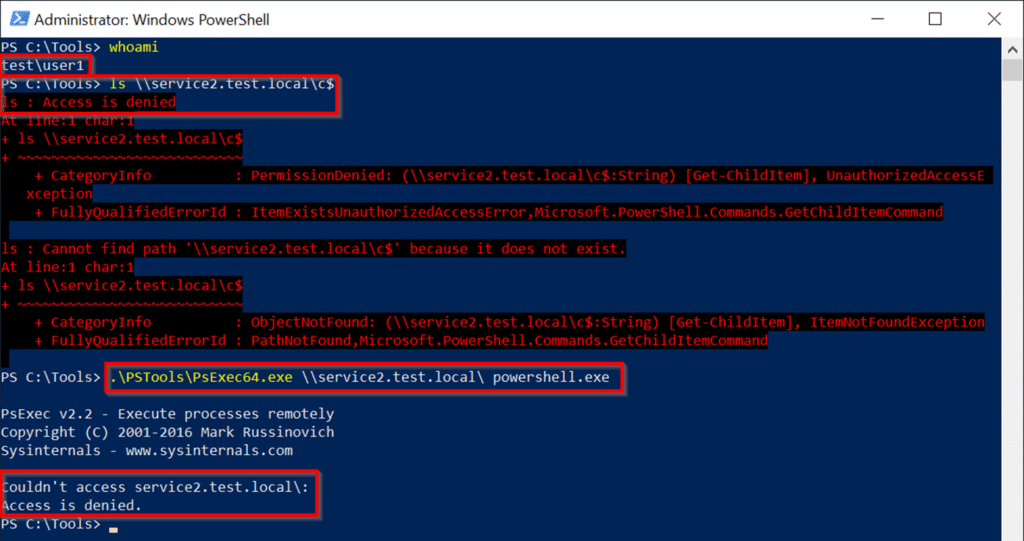 Administrator: Windows PowerShell
PS C:\Tools> whoami
test\user1
PS C:\Tools> ls \\service2.test.local\c$
ls : Access is denied
At line:1 char:1
+ ls \\service2.test.local\c$
+ ~~~~~~~~~~~~~~~~~~~~~~~~~~~
    + CategoryInfo          : PermissionDenied: (\\service2.test.local\c$:String) [Get-ChildItem], UnauthorizedAccessE
   xception
    + FullyQualifiedErrorId : ItemExistsUnauthorizedAccessError,Microsoft.PowerShell.Commands.GetChildItemCommand
ls : Cannot find path '\\service2.test.local\c$' because it does not exist.
At line:1 char:1
+ ls \\service2.test.local\c$
+ ~~~~~~~~~~~~~~~~~~~~~~~~~~~
    + CategoryInfo          : ObjectNotFound: (\\service2.test.local\c$:String) [Get-ChildItem], ItemNotFoundException
    + FullyQualifiedErrorId : PathNotFound,Microsoft.PowerShell.Commands.GetChildItemCommand
PS C:\Tools> .\PSTools\PsExec64.exe \\service2.test.local\ powershell.exe
PsExec v2.2 - Execute processes remotely
Copyright (C) 2001-2016 Mark Russinovich
Sysinternals - www.sysinternals.com
Couldn't access service2.test.local\:
Access is denied.
PS C:\Tools>